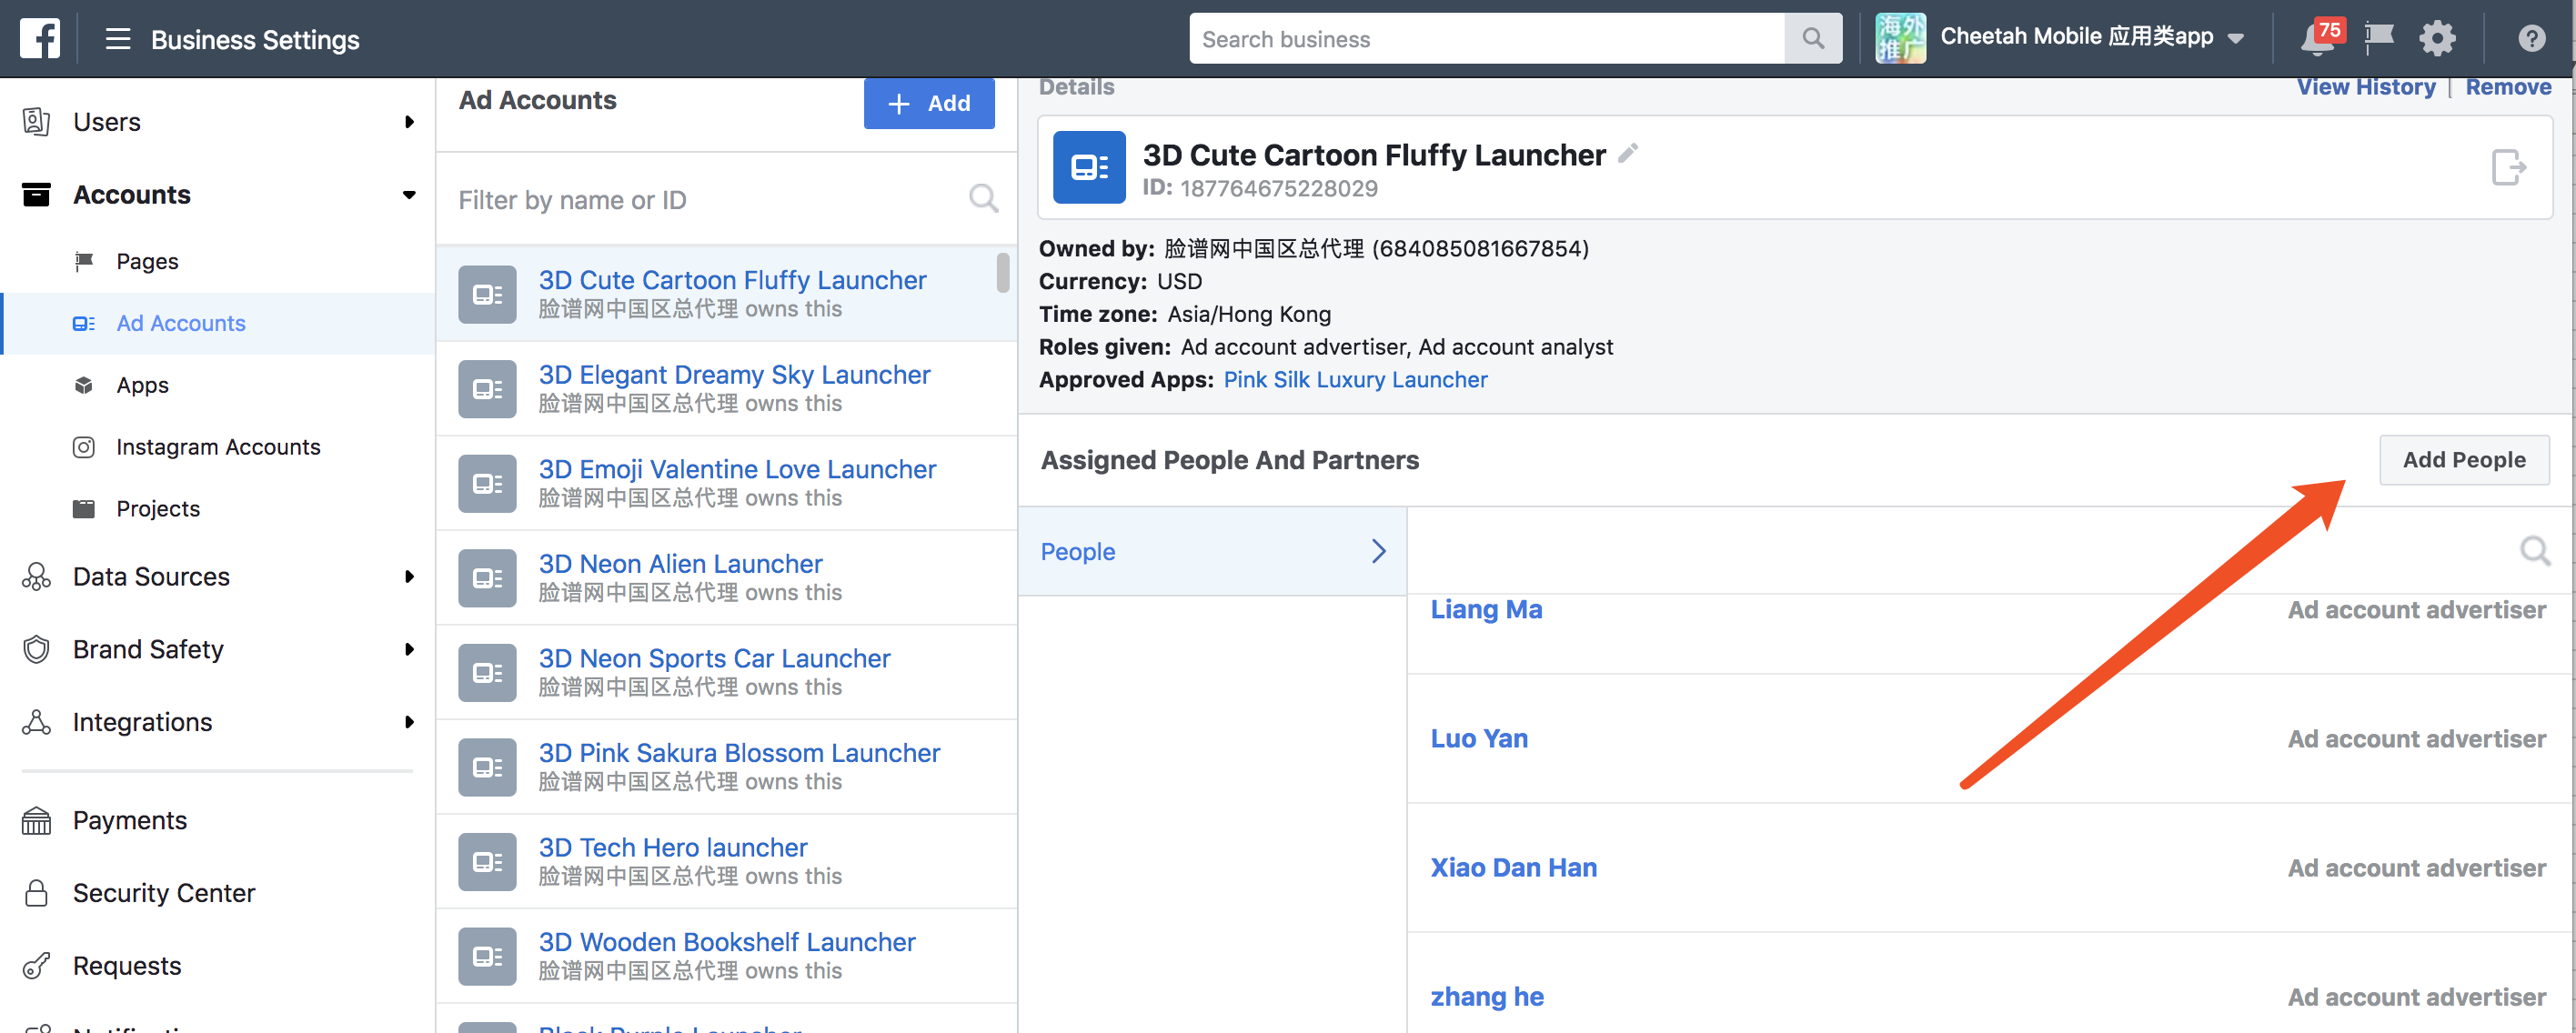 Business Settings
Search business
海外
推广
Cheetah Mobile 应用类app
75
Users
Accounts
Pages
Ad Accounts
Apps
Instagram Accounts
Projects
Data Sources
Brand Safety
Integrations
Payments
Security Center
Requests
Ad Accounts
+ Add
Filter by name or ID
3D Cute Cartoon Fluffy Launcher
脸谱网中国区总代理 owns this
3D Elegant Dreamy Sky Launcher
脸谱网中国区总代理 owns this
3D Emoji Valentine Love Launcher
脸谱网中国区总代理 owns this
3D Neon Alien Launcher
脸谱网中国区总代理 owns this
3D Neon Sports Car Launcher
脸谱网中国区总代理 owns this
3D Pink Sakura Blossom Launcher
脸谱网中国区总代理 owns this
3D Tech Hero launcher
脸谱网中国区总代理 owns this
3D Wooden Bookshelf Launcher
脸谱网中国区总代理 owns this
Black Purple Launcher
Details
View History | Remove
3D Cute Cartoon Fluffy Launcher
ID: 187764675228029
Owned by: 脸谱网中国区总代理 (684085081667854)
Currency: USD
Time zone: Asia/Hong Kong
Roles given: Ad account advertiser, Ad account analyst
Approved Apps: Pink Silk Luxury Launcher
Assigned People And Partners
Add People
People
Liang Ma Ad account advertiser
Luo Yan Ad account advertiser
Xiao Dan Han Ad account advertiser
zhang he Ad account advertiser